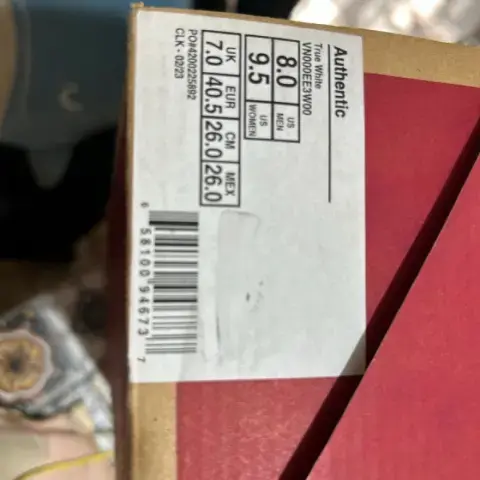 Authentic
True White
VN000EE3W00
8.0 US MEN
9.5 US WOMEN
UK EUR CM MEX
7.0 40.5 26.0 26.0
PO#4200225892
CLK - 02/23
6 58100 94673 7